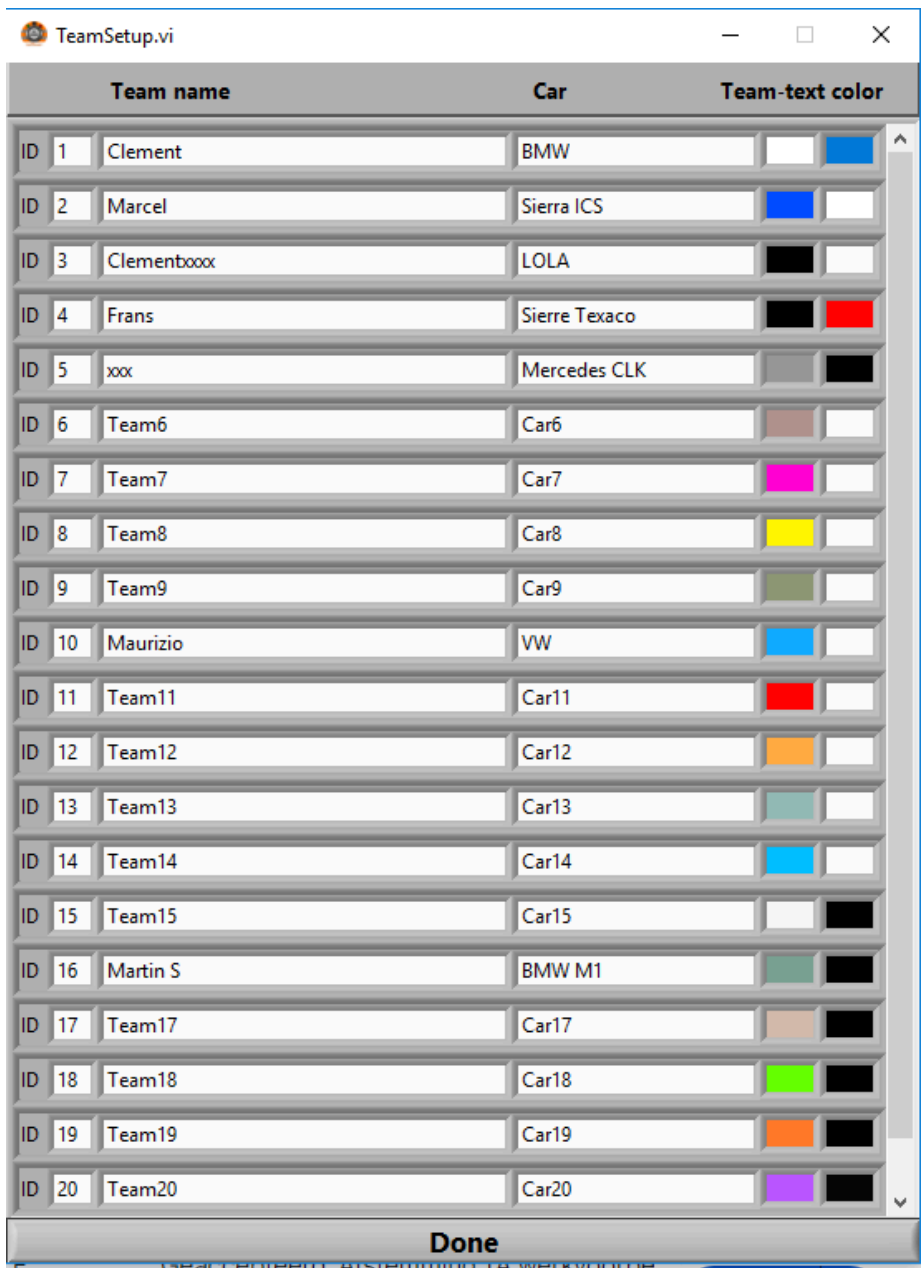 TeamSetup.vi
Team name Car Team-text color
ID 1 Clement BMW
ID 2 Marcel Sierra ICS
ID 3 Clementxxxx LOLA
ID 4 Frans Sierre Texaco
ID 5 xxx Mercedes CLK
ID 6 Team6 Car6
ID 7 Team7 Car7
ID 8 Team8 Car8
ID 9 Team9 Car9
ID 10 Maurizio VW
ID 11 Team11 Car11
ID 12 Team12 Car12
ID 13 Team13 Car13
ID 14 Team14 Car14
ID 15 Team15 Car15
ID 16 Martin S BMW M1
ID 17 Team17 Car17
ID 18 Team18 Car18
ID 19 Team19 Car19
ID 20 Team20 Car20
Done